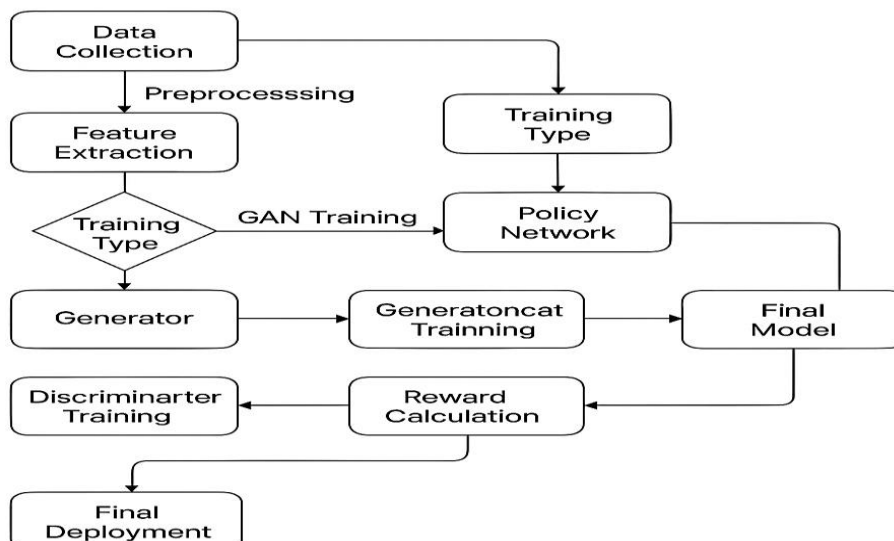 Data
Collection
Preprocesssing
Feature
Extraction
Training
Type
Training
Type
GAN Training
Policy
Network
Generator
Generatoncat
Trainning
Final
Model
Discriminarter
Training
Reward
Calculation
Final
Deployment